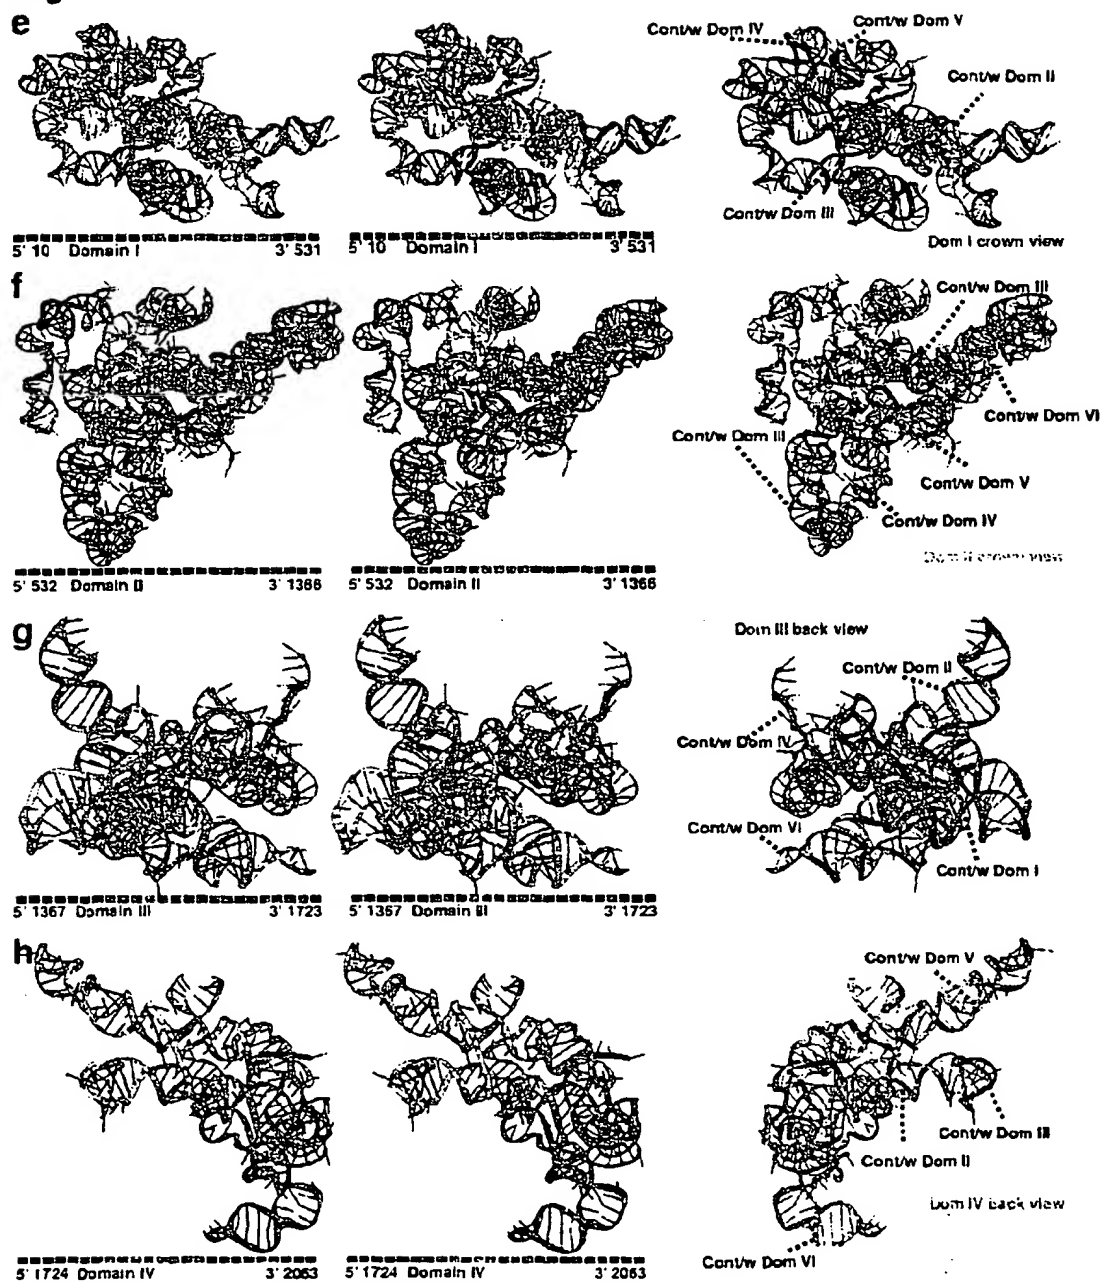 e
Cont/w Dom IV
Cont/w Dom V
Cont/w Dom II
Cont/w Dom III
5' 10 Domain I 3' 531
5' 10 Domain I 3' 531
Dom I crown view
f
Cont/w Dom III
Cont/w Dom VI
Cont/w Dom III
Cont/w Dom V
Cont/w Dom IV
Dom II crown view
5' 532 Domain II 3' 1366
5' 532 Domain II 3' 1366
g
Dom III back view
Cont/w Dom II
Cont/w Dom IV
Cont/w Dom VI
Cont/w Dom I
5' 1367 Domain III 3' 1723
5' 1367 Domain III 3' 1723
h
Cont/w Dom V
Cont/w Dom III
Cont/w Dom II
Dom IV back view
Cont/w Dom VI
5' 1724 Domain IV 3' 2063
5' 1724 Domain IV 3' 2063